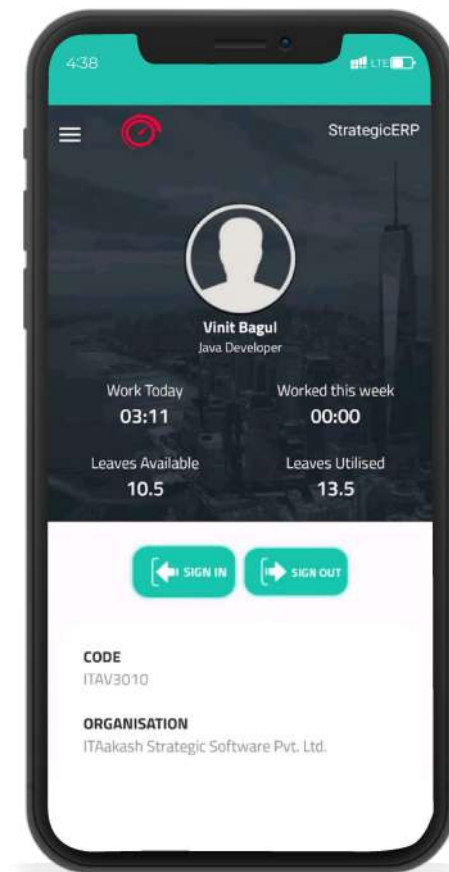 4:38
LTE
StrategicERP
Vinit Bagul
Java Developer
Work Today
Worked this week
03:11
00:00
Leaves Available
Leaves Utilised
10.5
13.5
SIGN IN
SIGN OUT
CODE
ITAV3010
ORGANISATION
ITAakash Strategic Software Pvt. Ltd.